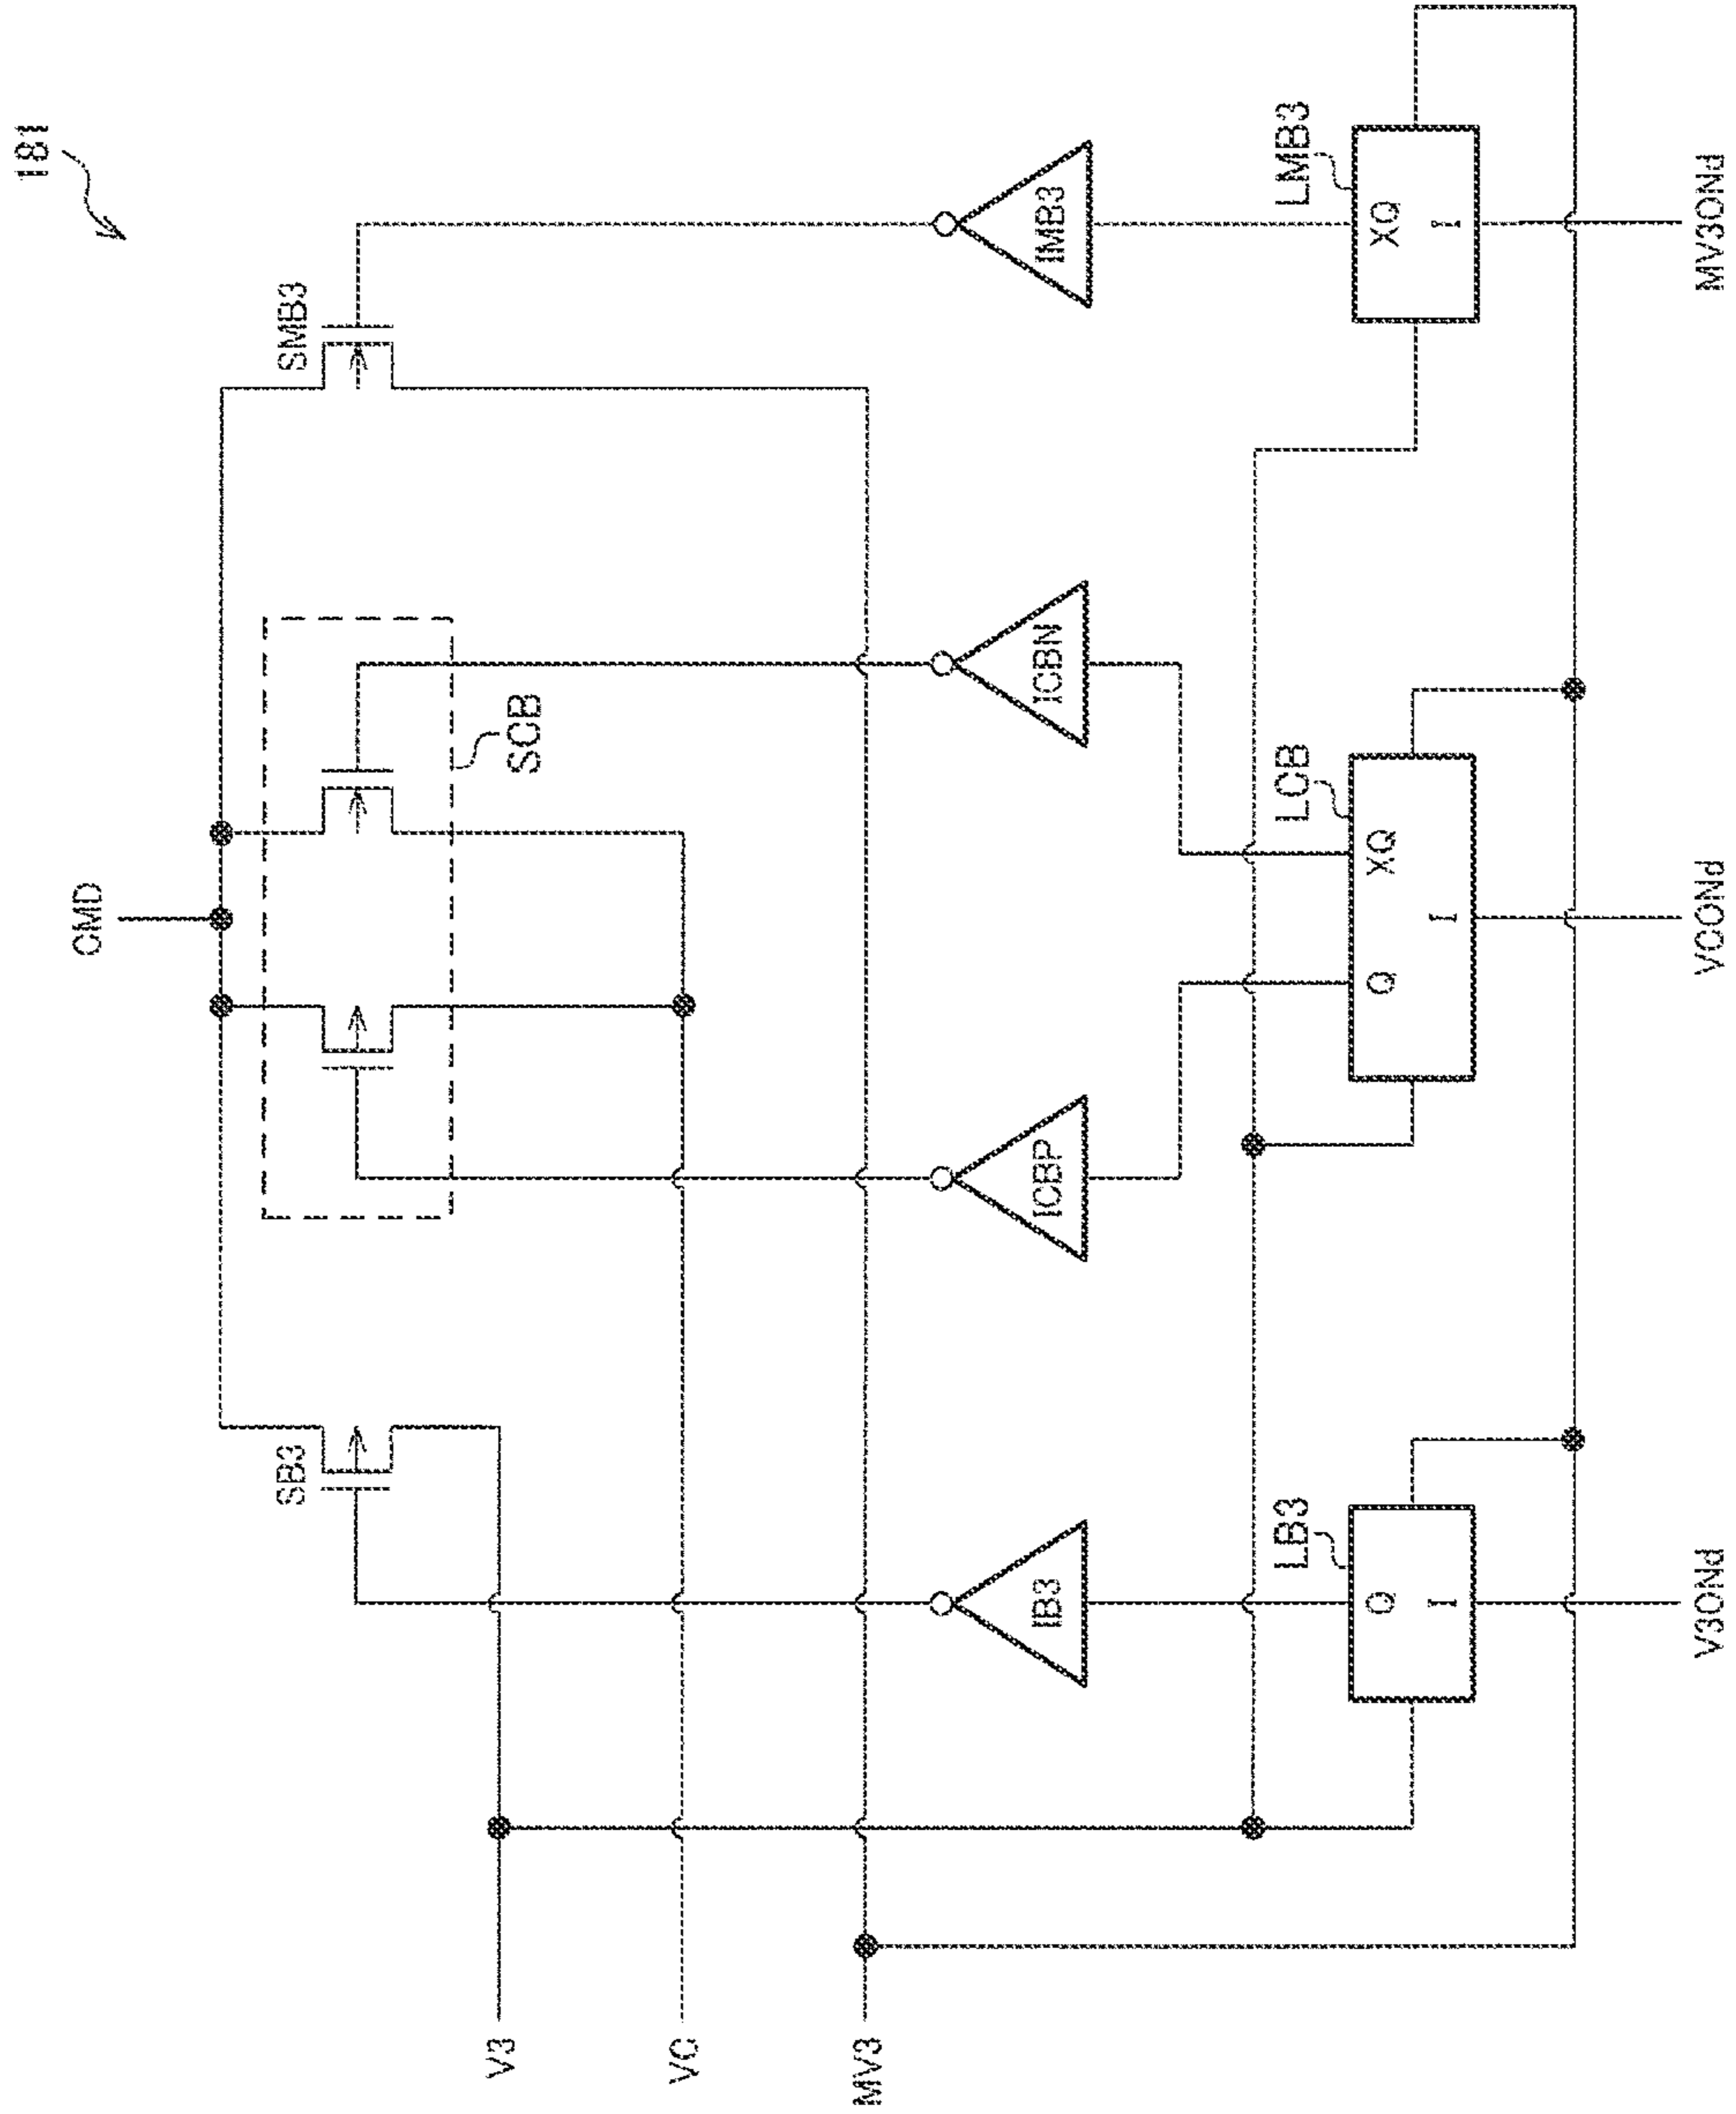 181
CMD
SB3
SMB3
V3
SCB
VC
MV3
IB3
ICBP
ICBN
IMB3
LB3
LCB
LMB3
Q
Q
XQ
XQ
I
I
I
V3ONd
VCONd
MV3ONd